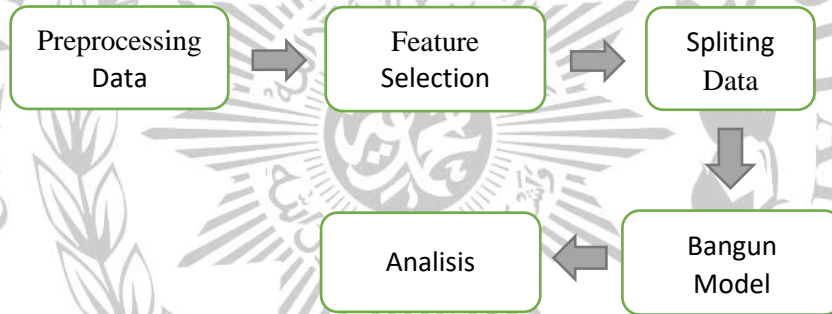 Preprocessing
Data
Feature
Selection
Spliting
Data
Bangun
Model
Analisis